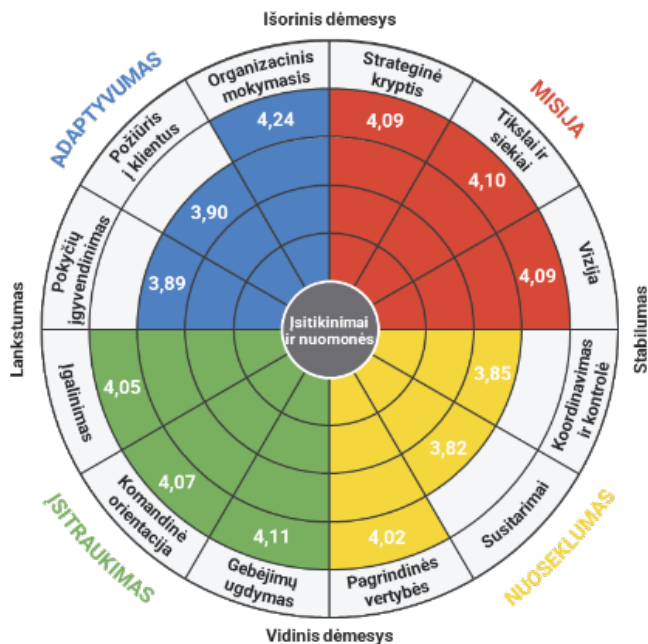 Išorinis dėmesys
ADAPTYVUMAS
MISIJA
Organizacinis
mokymasis
Strateginė
kryptis
Požiūris
į klientus
Tikslai ir
siekiai
Pokyčių
įgyvendinimas
Vizija
4,24
4,09
4,10
3,90
3,89
4,09
Lankstumas
Įsitikinimai
ir nuomonės
Stabilumas
4,05
3,85
4,07
3,82
4,11
4,02
Įgalinimas
Koordinavimas
ir kontrolė
Komandinė
orientacija
Susitarimai
Gebėjimų
ugdymas
Pagrindinės
vertybės
ĮSITRAUKIMAS
NUOSEKLUMAS
Vidinis dėmesys